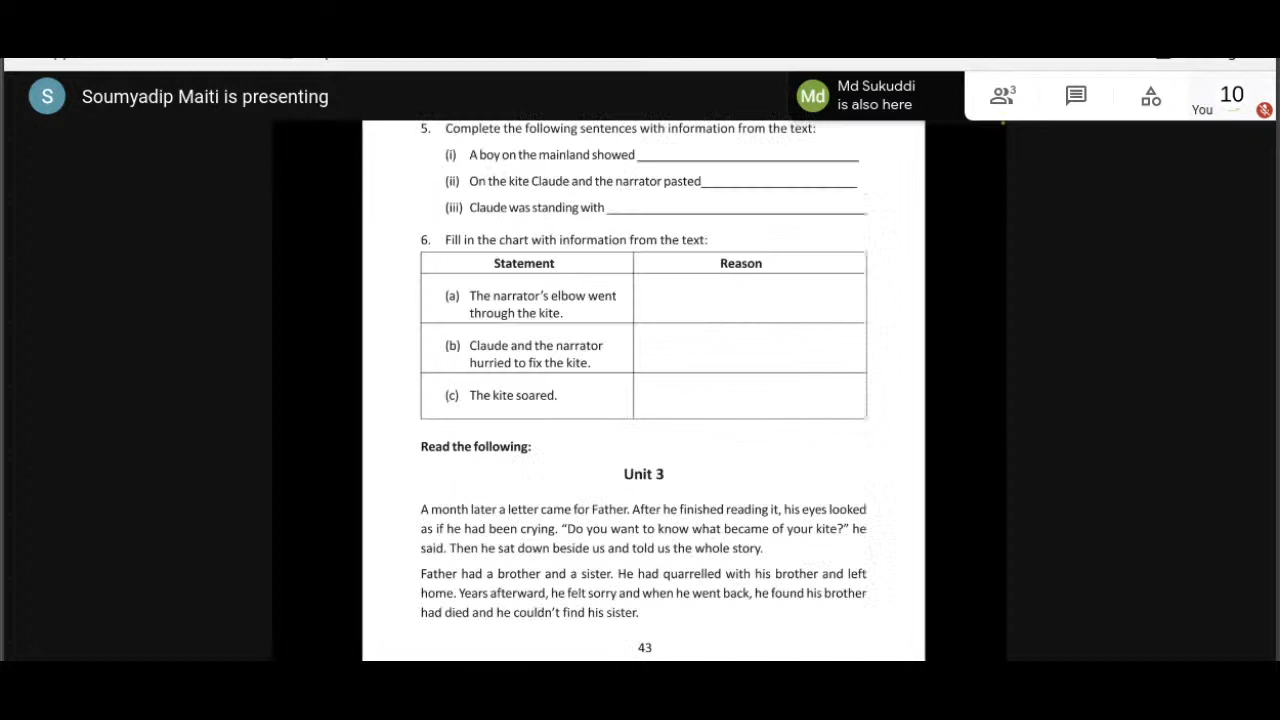 S Soumyadip Maiti is presenting
Md Md Sukuddi
is also here
3
You 10
5. Complete the following sentences with information from the text:
(i) A boy on the mainland showed
(ii) On the kite Claude and the narrator pasted
(iii) Claude was standing with
6. Fill in the chart with information from the text:
Statement Reason
(a) The narrator's elbow went
through the kite.
(b) Claude and the narrator
hurried to fix the kite.
(c) The kite soared.
Read the following:
Unit 3
A month later a letter came for Father. After he finished reading it, his eyes looked
as if he had been crying. "Do you want to know what became of your kite?" he
said. Then he sat down beside us and told us the whole story.
Father had a brother and a sister. He had quarrelled with his brother and left
home. Years afterward, he felt sorry and when he went back, he found his brother
had died and he couldn't find his sister.
43